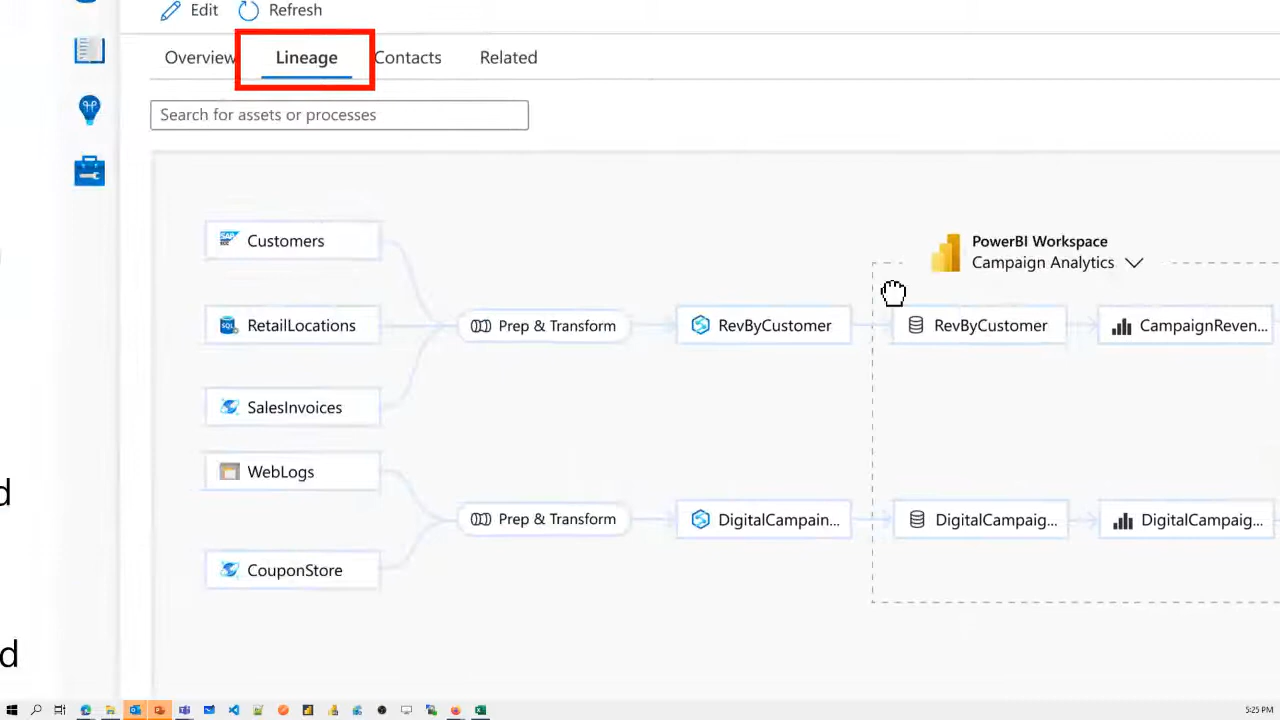 Edit Refresh
Overview Lineage Contacts Related
Search for assets or processes
Customers
PowerBI Workspace
Campaign Analytics
RetailLocations Prep & Transform RevByCustomer RevByCustomer CampaignReven...
SalesInvoices
WebLogs
d
Prep & Transform DigitalCampain... DigitalCampaig... DigitalCampaig...
CouponStore
d
5:25 PM